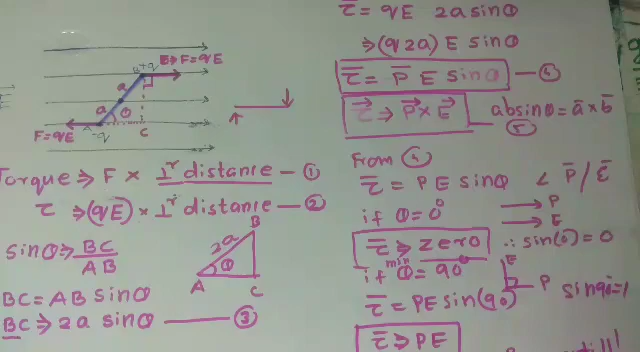 +q
B → F=qE
a
a
θ
A -q
C
F=qE
Torque ⇒ F × ⊥r distance — ①
τ ⇒ (qE) × ⊥r distance — ②
sinθ ⇒ BC/AB
B
2a
θ
A
C
BC = AB sinθ
BC ⇒ 2a sinθ — ③
τ = qE 2a sinθ
⇒ (q2a) E sinθ
τ̄ = P̄ E sinθ — ④
τ⃗ ⇒ P⃗ × E⃗ — ⑤
ab sinθ = ā × b̄
From ④
τ̄ = PE sinθ < P̄/Ē
if θ = 0°
→ P
→ E
τ̄ ⇒ zero ∴ sin(0) = 0
min
if θ = 90°
E
P
τ̄ = PE sin(90) sin90=1
τ̄ ⇒ PE